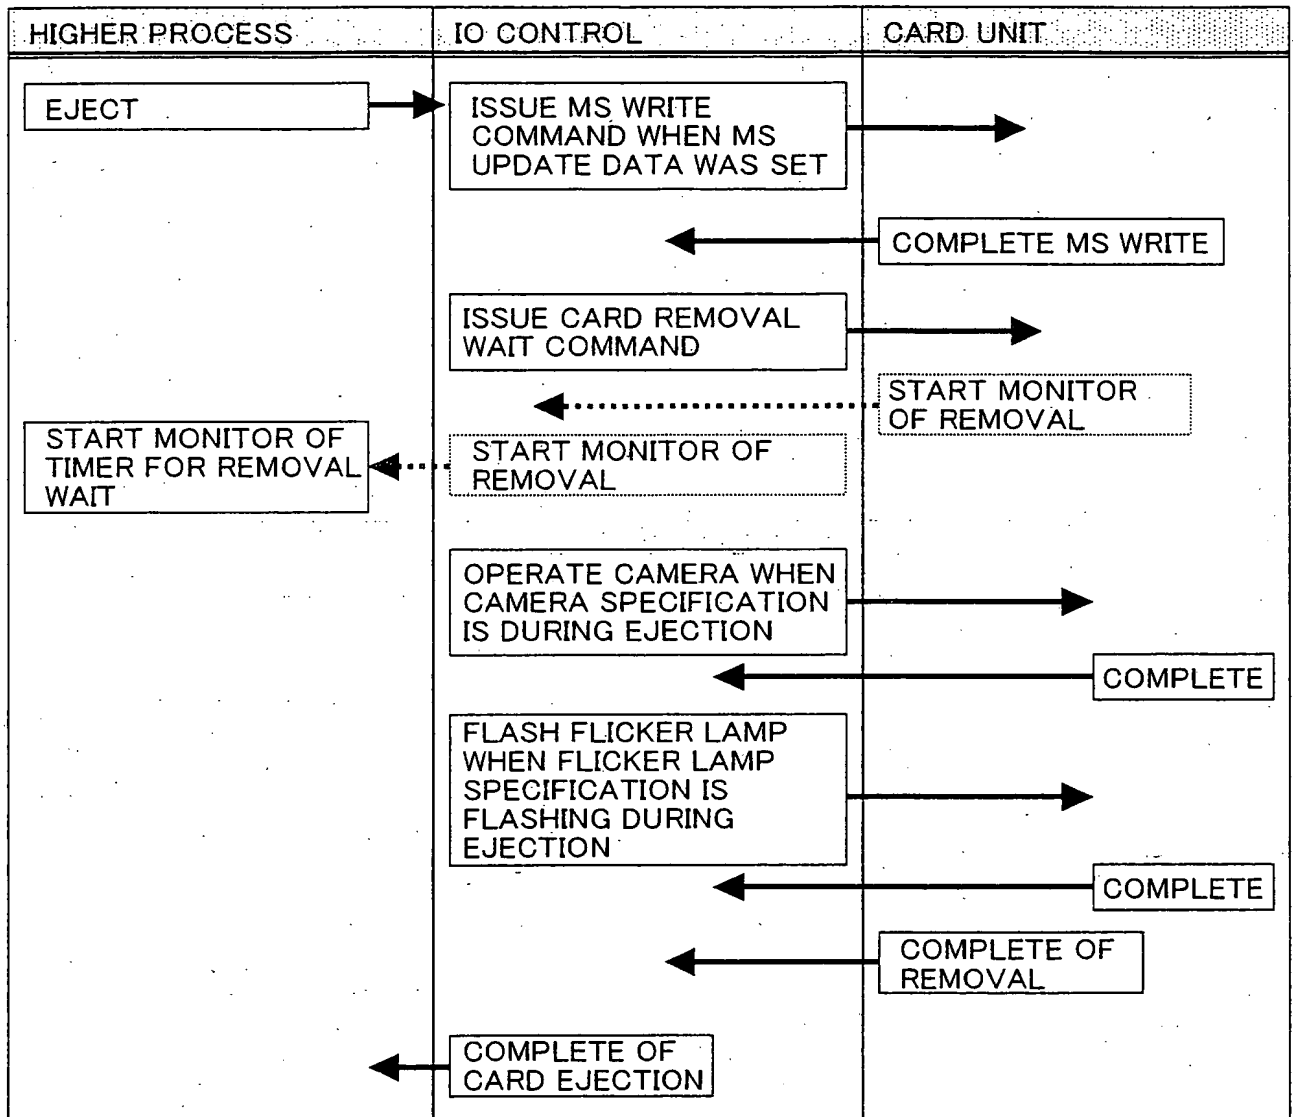 HIGHER PROCESS
IO CONTROL
CARD UNIT
EJECT
ISSUE MS WRITE
COMMAND WHEN MS
UPDATE DATA WAS SET
COMPLETE MS WRITE
ISSUE CARD REMOVAL
WAIT COMMAND
START MONITOR
OF REMOVAL
START MONITOR OF
TIMER FOR REMOVAL
WAIT
START MONITOR OF
REMOVAL
OPERATE CAMERA WHEN
CAMERA SPECIFICATION
IS DURING EJECTION
COMPLETE
FLASH FLICKER LAMP
WHEN FLICKER LAMP
SPECIFICATION IS
FLASHING DURING
EJECTION
COMPLETE
COMPLETE OF
REMOVAL
COMPLETE OF
CARD EJECTION